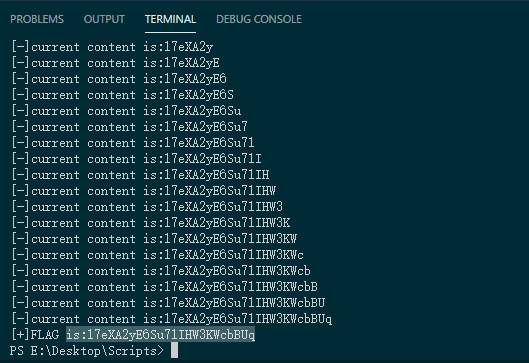 PROBLEMS OUTPUT TERMINAL DEBUG CONSOLE
[-]current content is:17eXA2y
[-]current content is:17eXA2yE
[-]current content is:17eXA2yE6
[-]current content is:17eXA2yE6S
[-]current content is:17eXA2yE6Su
[-]current content is:17eXA2yE6Su7
[-]current content is:17eXA2yE6Su71
[-]current content is:17eXA2yE6Su71I
[-]current content is:17eXA2yE6Su71IH
[-]current content is:17eXA2yE6Su71IHW
[-]current content is:17eXA2yE6Su71IHW3
[-]current content is:17eXA2yE6Su71IHW3K
[-]current content is:17eXA2yE6Su71IHW3KW
[-]current content is:17eXA2yE6Su71IHW3KWc
[-]current content is:17eXA2yE6Su71IHW3KWcb
[-]current content is:17eXA2yE6Su71IHW3KWcbB
[-]current content is:17eXA2yE6Su71IHW3KWcbBU
[-]current content is:17eXA2yE6Su71IHW3KWcbBUq
[+]FLAG is:17eXA2yE6Su71IHW3KWcbBUq
PS E:\Desktop\Scripts>